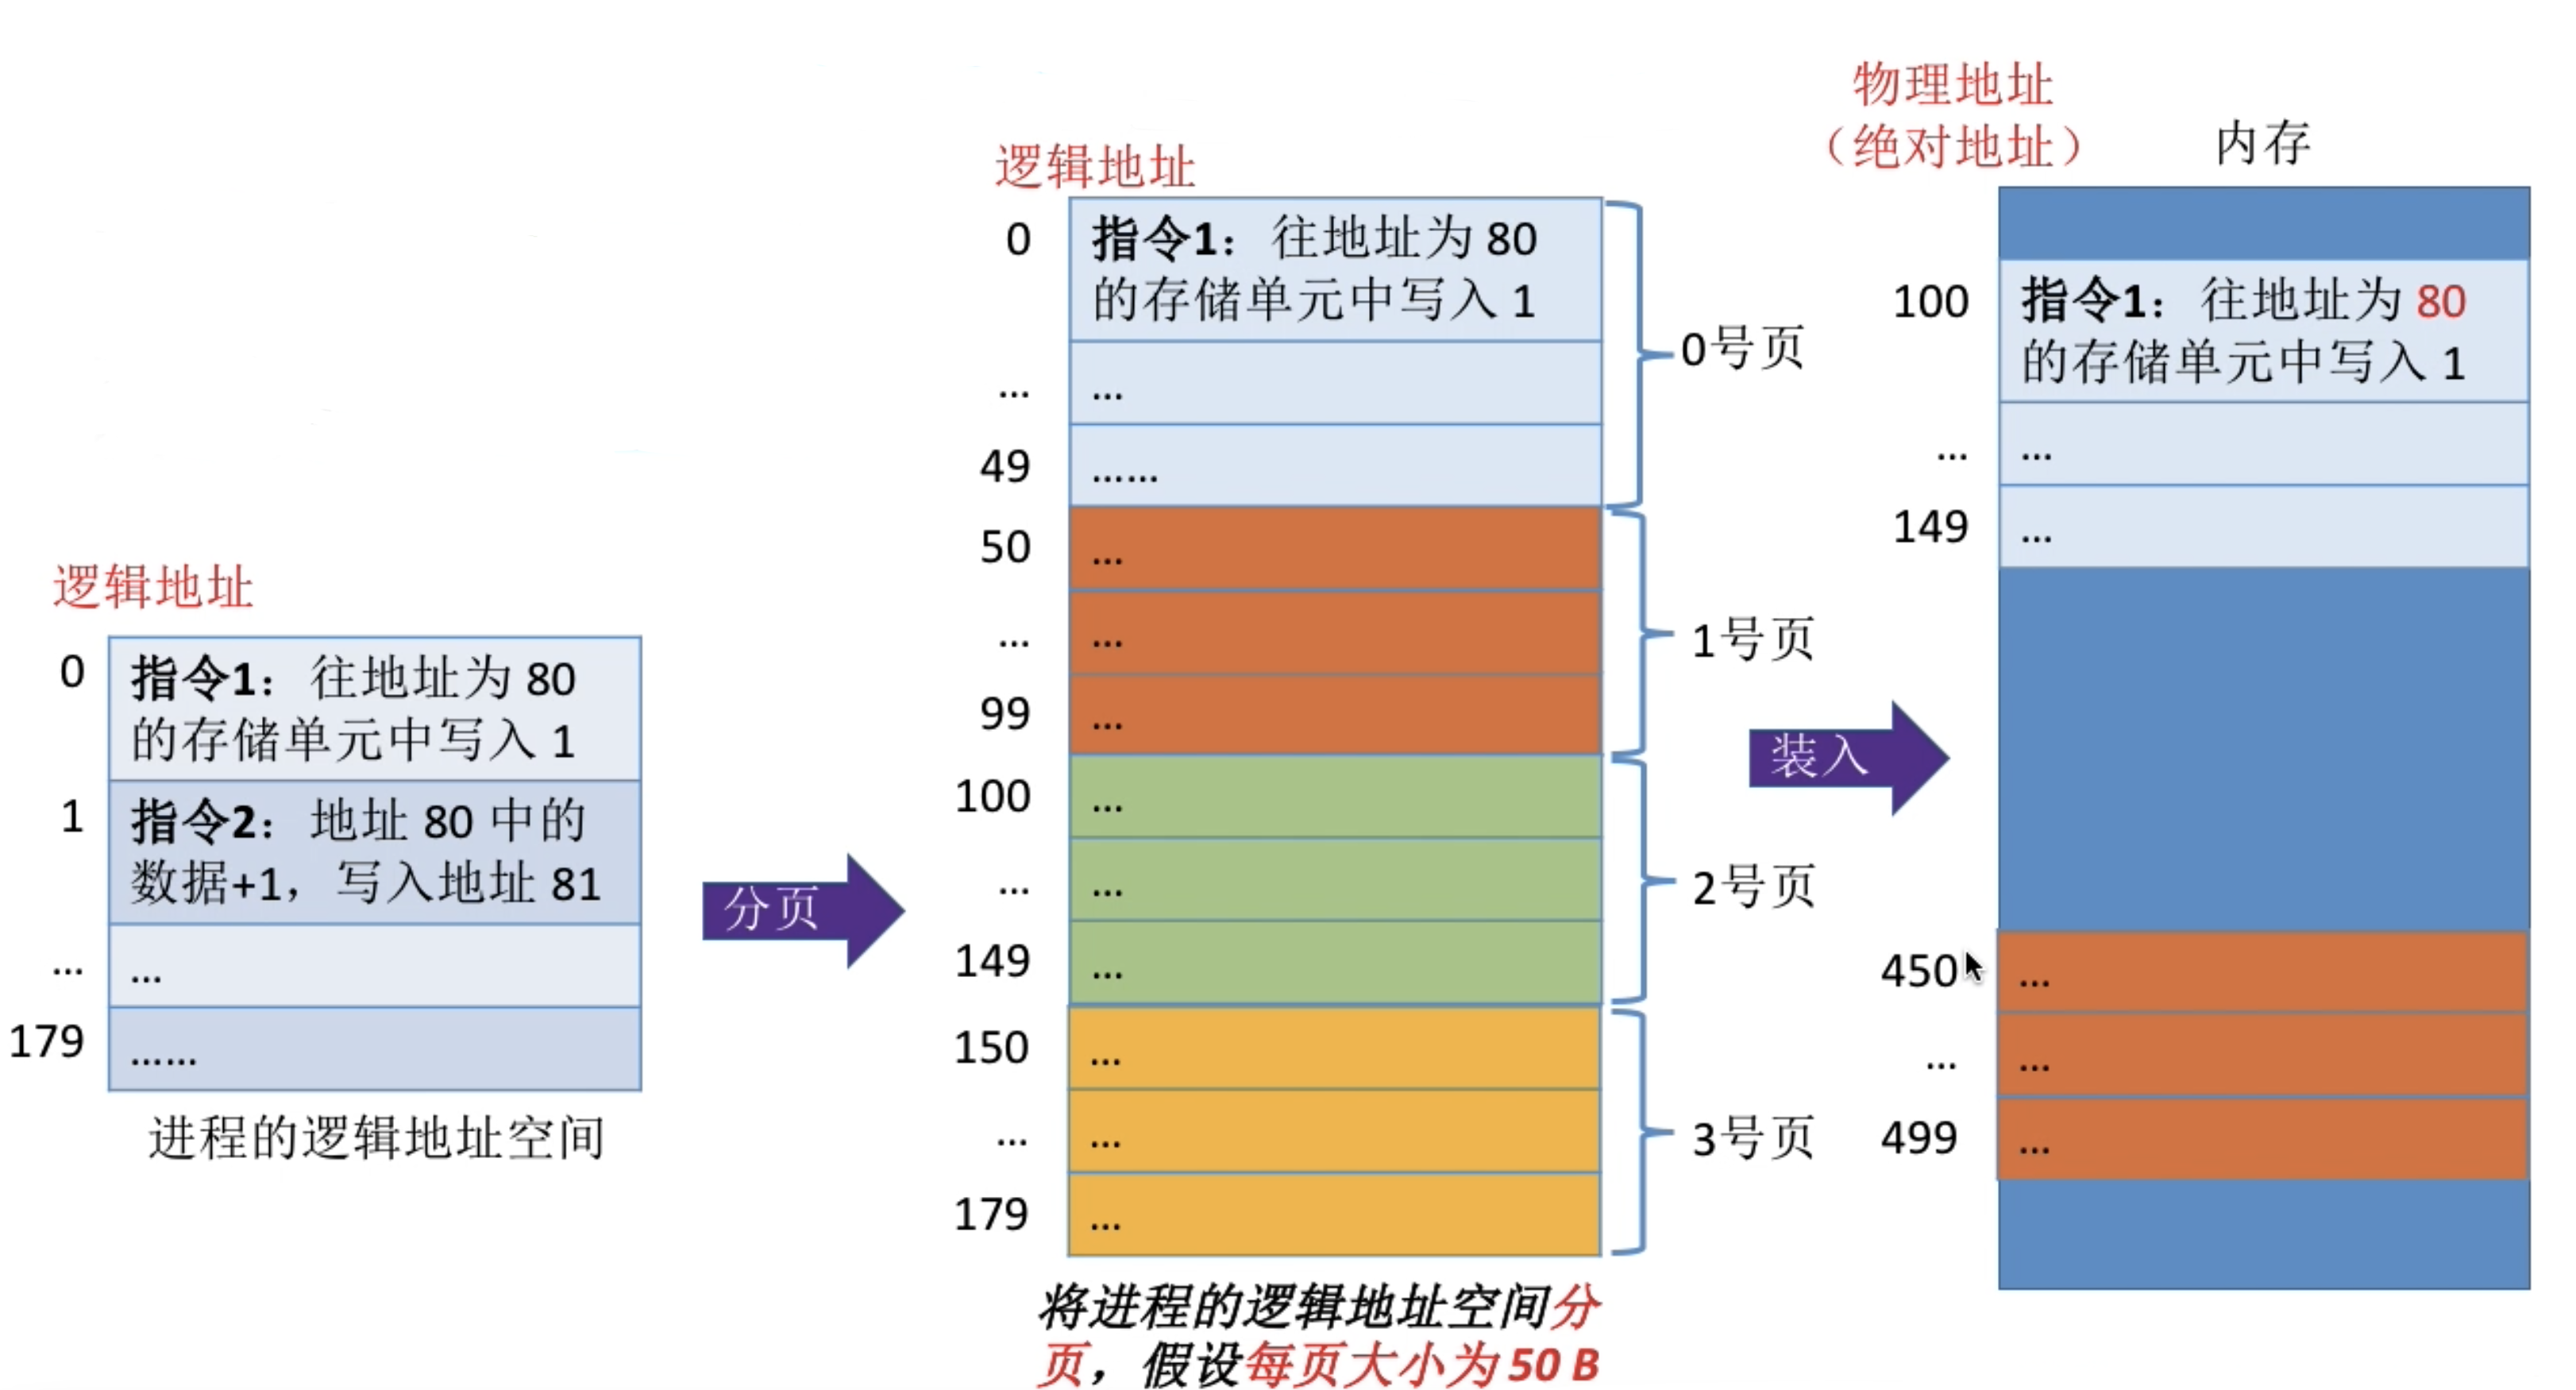 逻辑地址
0
指令1：往地址为 80
的存储单元中写入 1
1
指令2：地址 80 中的
数据+1，写入地址 81
...
...
179
......
进程的逻辑地址空间
分页
逻辑地址
0
指令1：往地址为 80
的存储单元中写入 1
...
...
49
......
0号页
50
...
...
...
99
...
1号页
100
...
...
...
149
...
2号页
150
...
...
...
179
...
3号页
将进程的逻辑地址空间分
页，假设每页大小为 50 B
装入
物理地址
（绝对地址）
内存
100
指令1：往地址为 80
的存储单元中写入 1
...
...
149
...
450
...
...
...
499
...